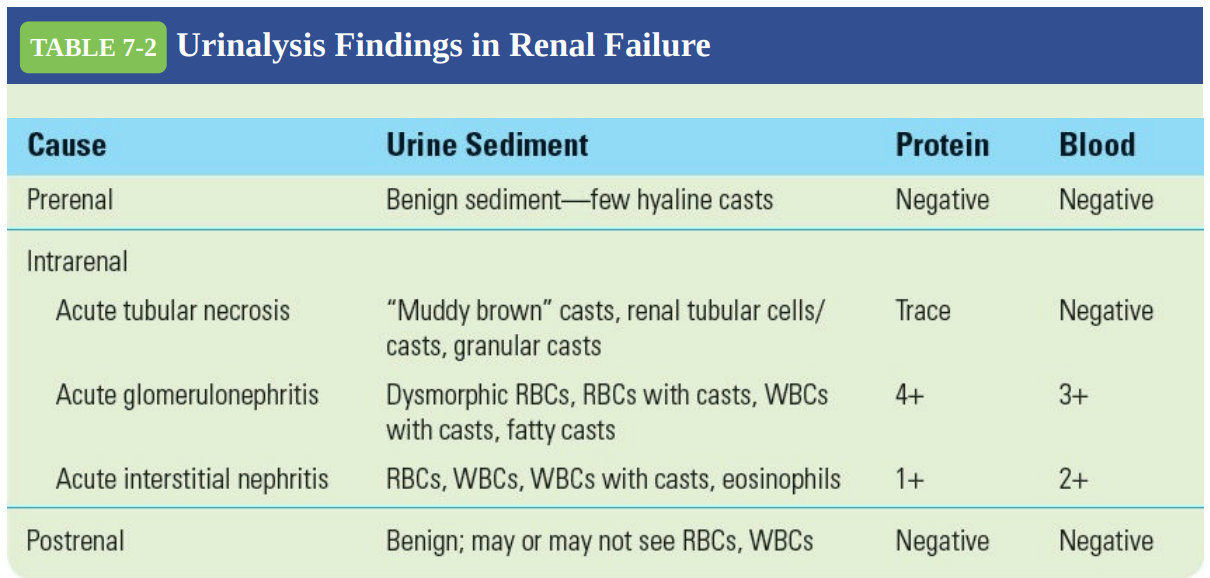 TABLE 7-2 Urinalysis Findings in Renal Failure
Cause Urine Sediment Protein Blood
Prerenal Benign sediment—few hyaline casts Negative Negative
Intrarenal
Acute tubular necrosis “Muddy brown” casts, renal tubular cells/ Trace Negative
casts, granular casts
Acute glomerulonephritis Dysmorphic RBCs, RBCs with casts, WBCs 4+ 3+
with casts, fatty casts
Acute interstitial nephritis RBCs, WBCs, WBCs with casts, eosinophils 1+ 2+
Postrenal Benign; may or may not see RBCs, WBCs Negative Negative